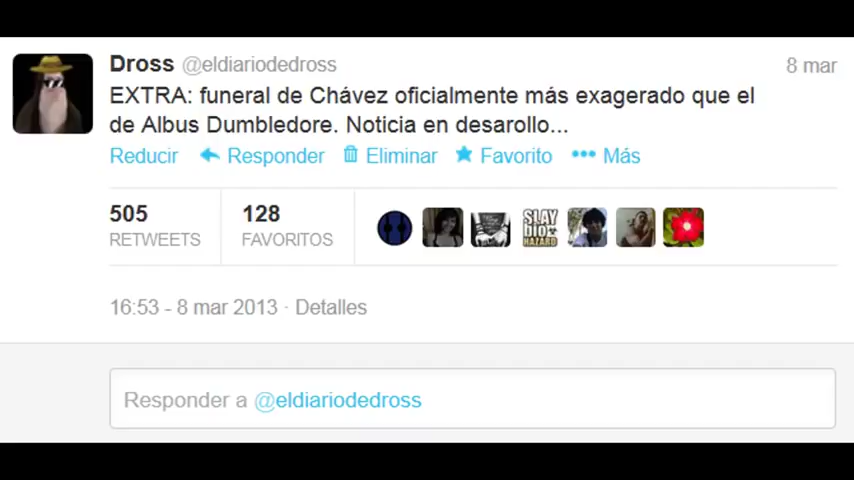 Dross @eldiariodedross
8 mar
EXTRA: funeral de Chávez oficialmente más exagerado que el
de Albus Dumbledore. Noticia en desarollo...
Reducir Responder Eliminar Favorito Más
505 128
RETWEETS FAVORITOS
SLAY
BIO
HAZARD
16:53 - 8 mar 2013 · Detalles
Responder a @eldiariodedross